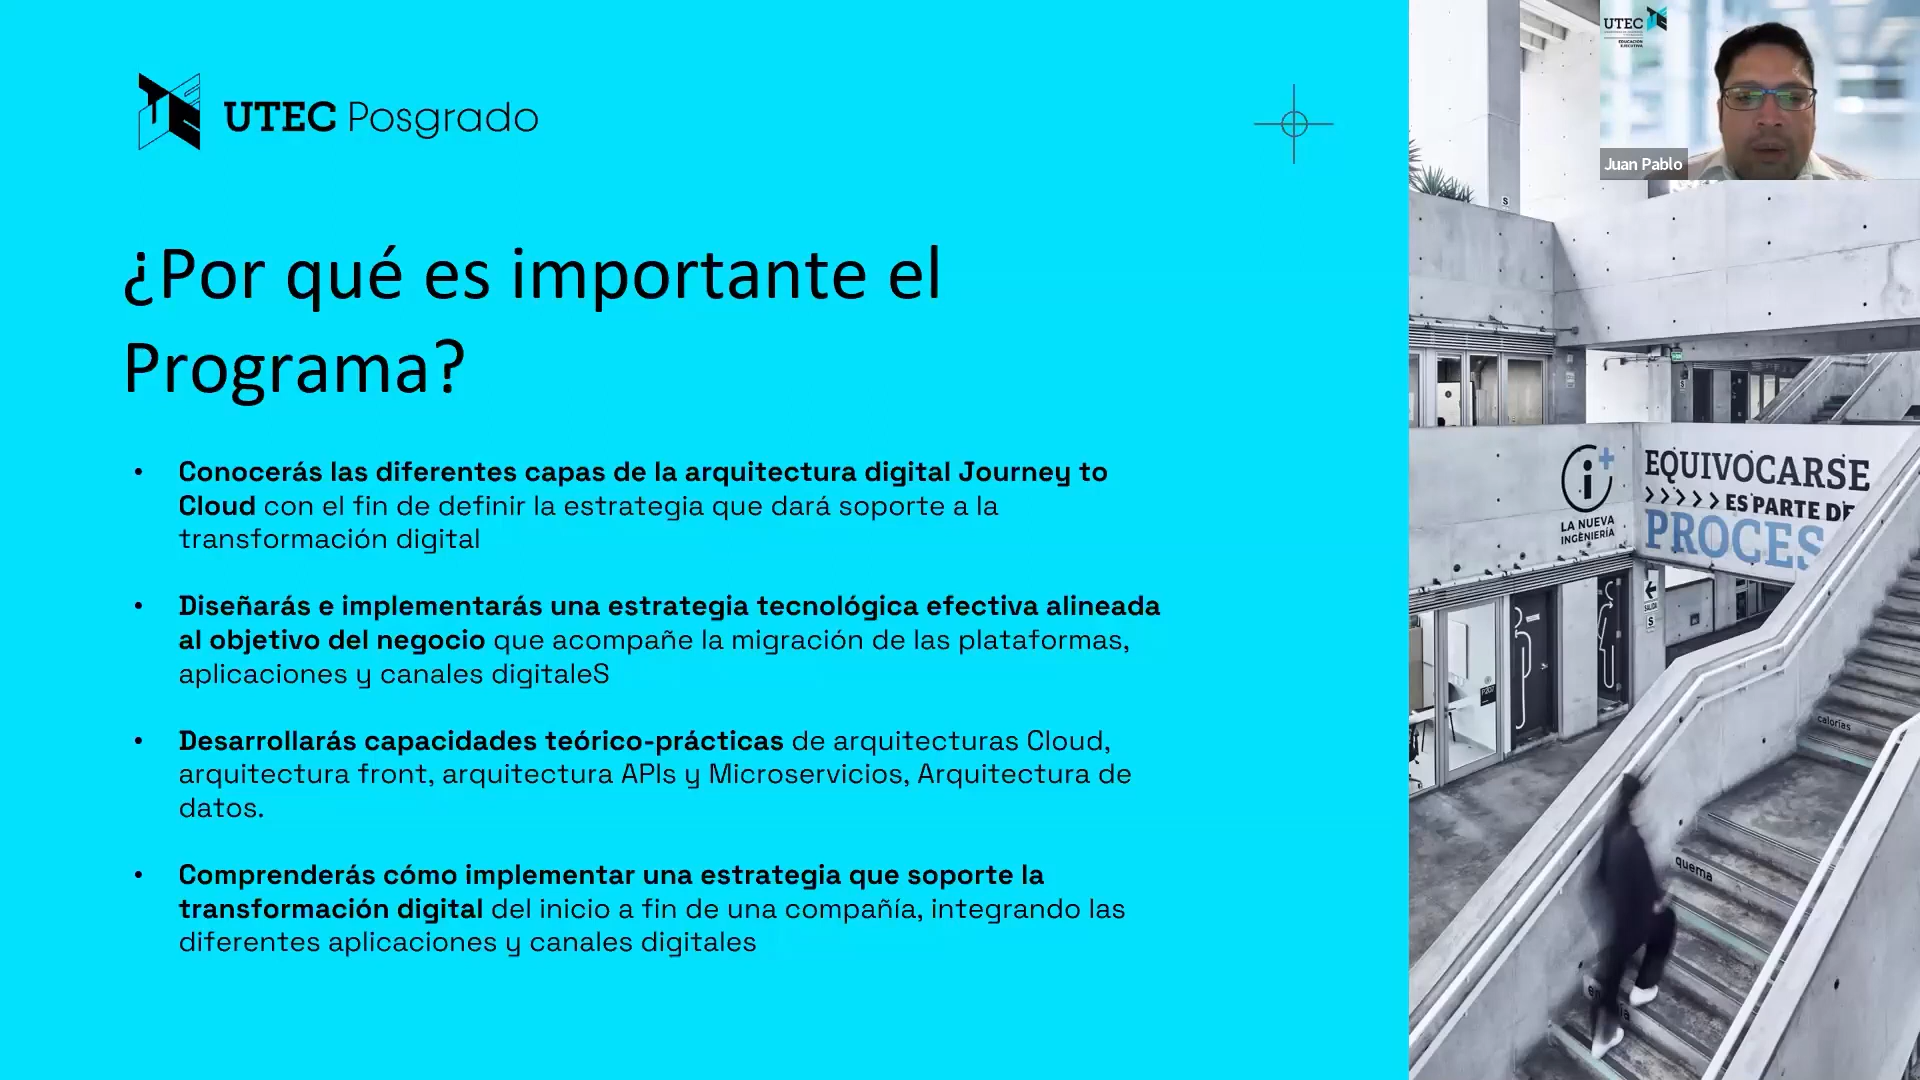 UTEC Posgrado
¿Por qué es importante el
Programa?
• Conocerás las diferentes capas de la arquitectura digital Journey to
Cloud con el fin de definir la estrategia que dará soporte a la
transformación digital
• Diseñarás e implementarás una estrategia tecnológica efectiva alineada
al objetivo del negocio que acompañe la migración de las plataformas,
aplicaciones y canales digitaleS
• Desarrollarás capacidades teórico-prácticas de arquitecturas Cloud,
arquitectura front, arquitectura APIs y Microservicios, Arquitectura de
datos.
• Comprenderás cómo implementar una estrategia que soporte la
transformación digital del inicio a fin de una compañía, integrando las
diferentes aplicaciones y canales digitales
UTEC
EDUCACIÓN
EJECUTIVA
Juan Pablo
S
S
LA NUEVA
INGENIERÍA
EQUIVOCARSE
>>>>> ES PARTE DE
PROCES
SALIDA
S
calorías
quema